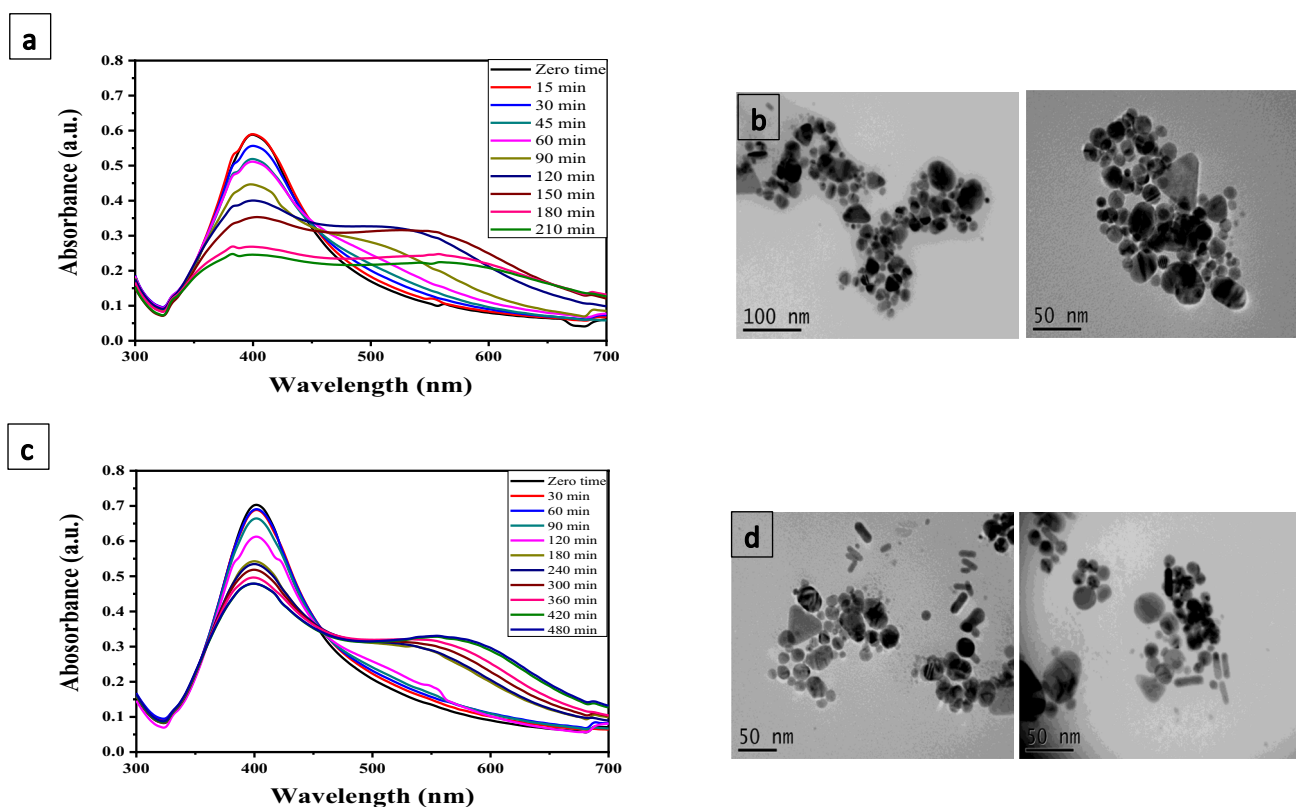 a
Absorbance (a.u.)
0.8
0.7
0.6
0.5
0.4
0.3
0.2
0.1
0.0
300
400
500
600
700
Wavelength (nm)
Zero time
15 min
30 min
45 min
60 min
90 min
120 min
150 min
180 min
210 min
b
100 nm
50 nm
c
Abosorbance (a.u.)
0.8
0.7
0.6
0.5
0.4
0.3
0.2
0.1
0.0
300
400
500
600
700
Wavelength (nm)
Zero time
30 min
60 min
90 min
120 min
180 min
240 min
300 min
360 min
420 min
480 min
d
50 nm
50 nm